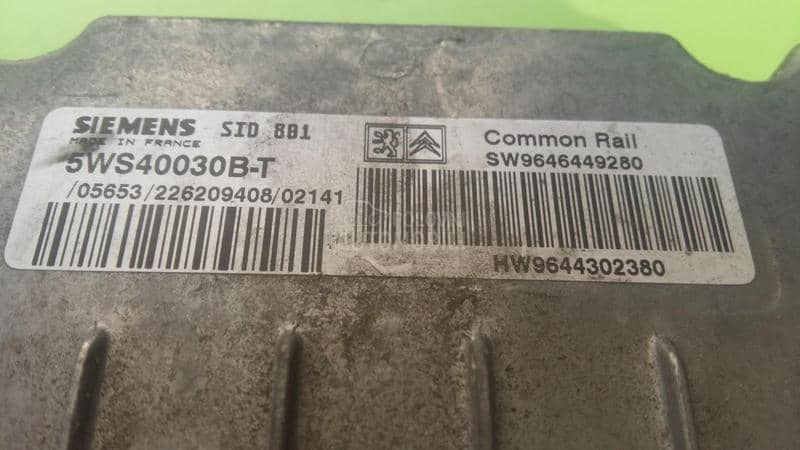 SIEMENS SID 801
MADE IN FRANCE
5WS40030B-T
/05653/226209408/02141
Common Rail
SW9646449280
HW9644302380